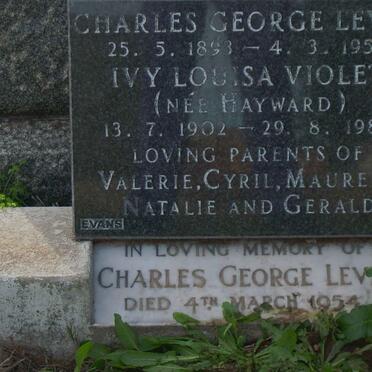 CHARLES GEORGE LEV
25. 5. 1893 – 4. 3. 195
IVY LOUISA VIOLET
(NÉE HAYWARD)
13. 7. 1902 – 29. 8. 198
LOVING PARENTS OF
VALERIE, CYRIL, MAURE
NATALIE AND GERALD
EVANS
IN LOVING MEMORY OF
CHARLES GEORGE LEV
DIED 4TH MARCH 1954